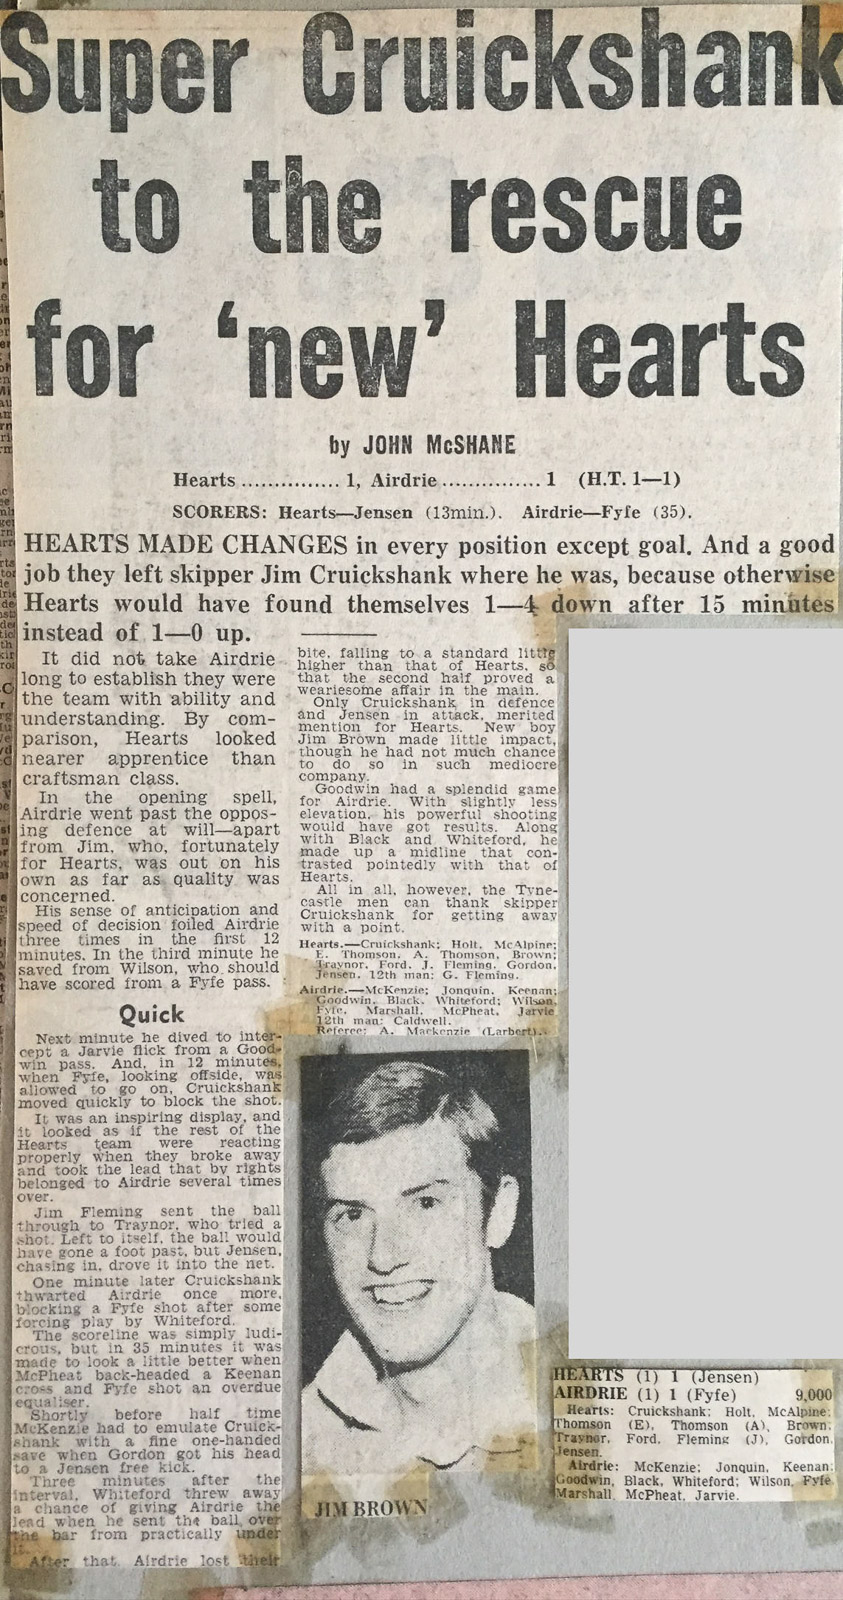 Super Cruickshank
to the rescue
for 'new' Hearts
by JOHN McSHANE
Hearts ............... 1, Airdrie ............... 1 (H.T. 1—1)
SCORERS: Hearts—Jensen (13min.). Airdrie—Fyfe (35).
HEARTS MADE CHANGES in every position except goal. And a good
job they left skipper Jim Cruickshank where he was, because otherwise
Hearts would have found themselves 1—4 down after 15 minutes
instead of 1—0 up.
It did not take Airdrie
long to establish they were
the team with ability and
understanding. By com-
parison, Hearts looked
nearer apprentice than
craftsman class.
In the opening spell,
Airdrie went past the oppos-
ing defence at will—apart
from Jim, who, fortunately
for Hearts, was out on his
own as far as quality was
concerned.
His sense of anticipation and
speed of decision foiled Airdrie
three times in the first 12
minutes. In the third minute he
saved from Wilson, who should
have scored from a Fyfe pass.
Quick
Next minute he dived to inter-
cept a Jarvie flick from a Good-
win pass. And, in 12 minutes,
when Fyfe, looking offside, was
allowed to go on, Cruickshank
moved quickly to block the shot.
It was an inspiring display, and
it looked as if the rest of the
Hearts team were reacting
properly when they broke away
and took the lead that by rights
belonged to Airdrie several times
over.
Jim Fleming sent the ball
through to Traynor, who tried a
shot. Left to itself, the ball would
have gone a foot past, but Jensen,
chasing in, drove it into the net.
One minute later Cruickshank
thwarted Airdrie once more,
blocking a Fyfe shot after some
forcing play by Whiteford.
The scoreline was simply ludi-
crous, but in 35 minutes it was
made to look a little better when
McPheat back-headed a Keenan
cross and Fyfe shot an overdue
equaliser.
Shortly before half time
McKenzie had to emulate Cruick-
shank with a fine one-handed
save when Gordon got his head
to a Jensen free kick.
Three minutes after the
interval, Whiteford threw away
a chance of giving Airdrie the
lead when he sent the ball over
the bar from practically under
it.
After that Airdrie lost their
bite, falling to a standard little
higher than that of Hearts, so
that the second half proved a
weariesome affair in the main.
Only Cruickshank in defence
and Jensen in attack, merited
mention for Hearts. New boy
Jim Brown made little impact,
though he had not much chance
to do so in such mediocre
company.
Goodwin had a splendid game
for Airdrie. With slightly less
elevation, his powerful shooting
would have got results. Along
with Black and Whiteford, he
made up a midline that con-
trasted pointedly with that of
Hearts.
All in all, however, the Tyne-
castle men can thank skipper
Cruickshank for getting away
with a point.
Hearts.—Cruickshank; Holt, McAlpine;
E. Thomson, A. Thomson, Brown;
Traynor, Ford, J. Fleming, Gordon,
Jensen. 12th man: G. Fleming.
Airdrie.—McKenzie; Jonquin, Keenan;
Goodwin, Black, Whiteford; Wilson,
Fyfe, Marshall, McPheat, Jarvie
12th man: Caldwell.
Referee: A. Mackenzie (Larbert).
JIM BROWN
HEARTS (1) 1 (Jensen)
AIRDRIE (1) 1 (Fyfe) 9,000
Hearts: Cruickshank; Holt, McAlpine;
Thomson (E), Thomson (A), Brown,
Traynor, Ford, Fleming (J), Gordon,
Jensen.
Airdrie: McKenzie; Jonquin, Keenan;
Goodwin, Black, Whiteford; Wilson, Fyfe
Marshall, McPheat, Jarvie.